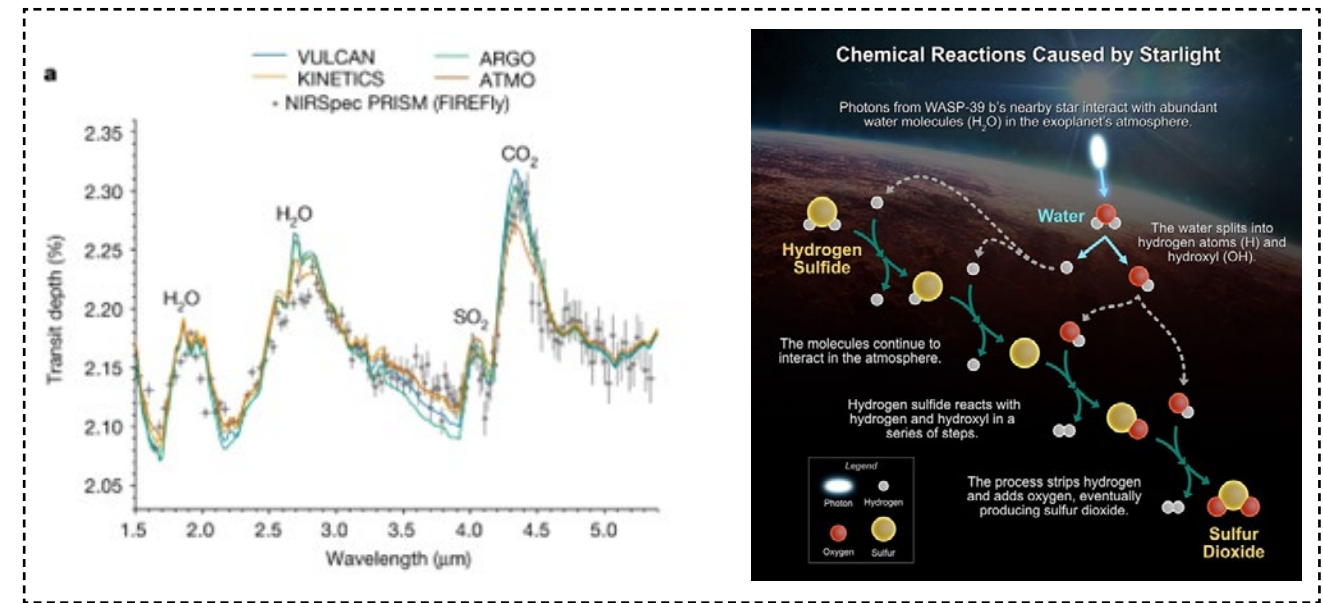 a
VULCAN ARGO
KINETICS ATMO
+ NIRSpec PRISM (FIREFly)
2.35
2.30
2.25
2.20
2.15
2.10
2.05
Transit depth (%)
H₂O
H₂O
SO₂
CO₂
1.5 2.0 2.5 3.0 3.5 4.0 4.5 5.0
Wavelength (μm)
Chemical Reactions Caused by Starlight
Photons from WASP-39 b's nearby star interact with abundant
water molecules (H₂O) in the exoplanet's atmosphere.
Water
The water splits into
hydrogen atoms (H) and
hydroxyl (OH).
Hydrogen
Sulfide
The molecules continue to
interact in the atmosphere.
Hydrogen sulfide reacts with
hydrogen and hydroxyl in a
series of steps.
The process strips hydrogen
and adds oxygen, eventually
producing sulfur dioxide.
Legend
Photon Hydrogen
Oxygen Sulfur
Sulfur
Dioxide